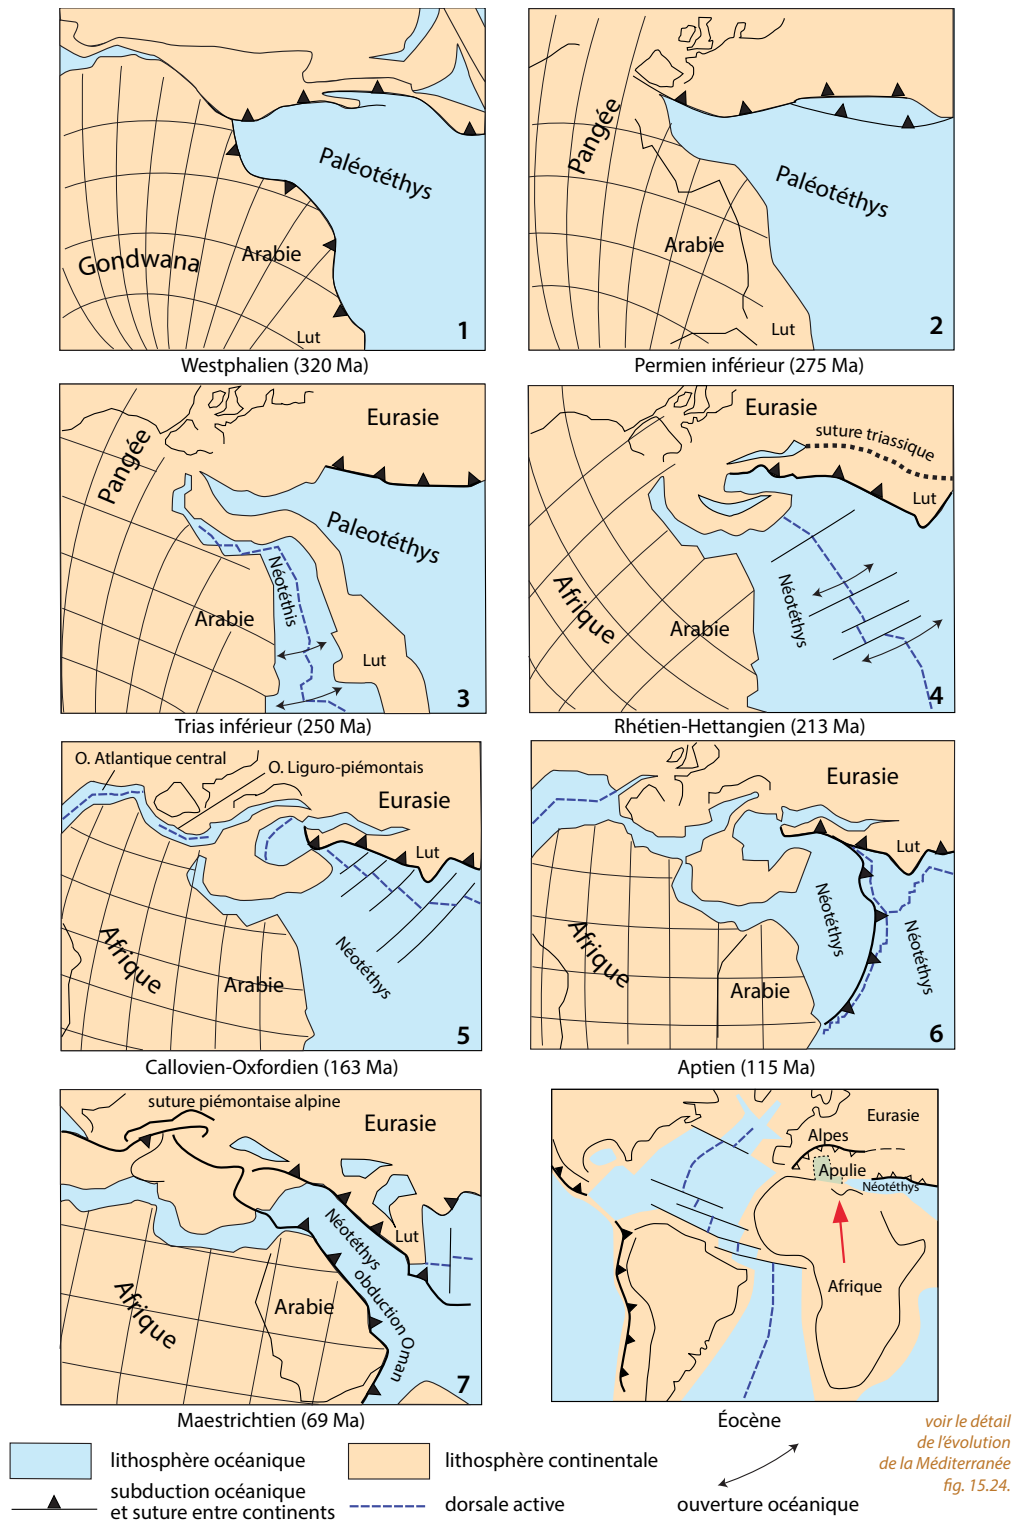 Paléotéthys
Gondwana
Arabie
Lut
1
Westphalien (320 Ma)
Pangée
Paléotéthys
Arabie
Lut
2
Permien inférieur (275 Ma)
Eurasie
Pangée
Paleotéthys
Néotéthis
Arabie
Lut
3
Trias inférieur (250 Ma)
Eurasie
suture triassique
Lut
Néotéthys
Afrique
Arabie
4
Rhétien-Hettangien (213 Ma)
O. Atlantique central
O. Liguro-piémontais
Eurasie
Lut
Néotéthys
Afrique
Arabie
5
Callovien-Oxfordien (163 Ma)
Eurasie
Lut
Néotéthys
Néotéthys
Afrique
Arabie
6
Aptien (115 Ma)
suture piémontaise alpine
Eurasie
Néotéthys
Lut
obduction Oman
Arabie
Afrique
7
Maestrichtien (69 Ma)
Eurasie
Alpes
Apulie
Néotéthys
Afrique
Éocène
voir le détail
de l'évolution
de la Méditerranée
fig. 15.24.
lithosphère océanique
lithosphère continentale
subduction océanique
et suture entre continents
dorsale active
ouverture océanique